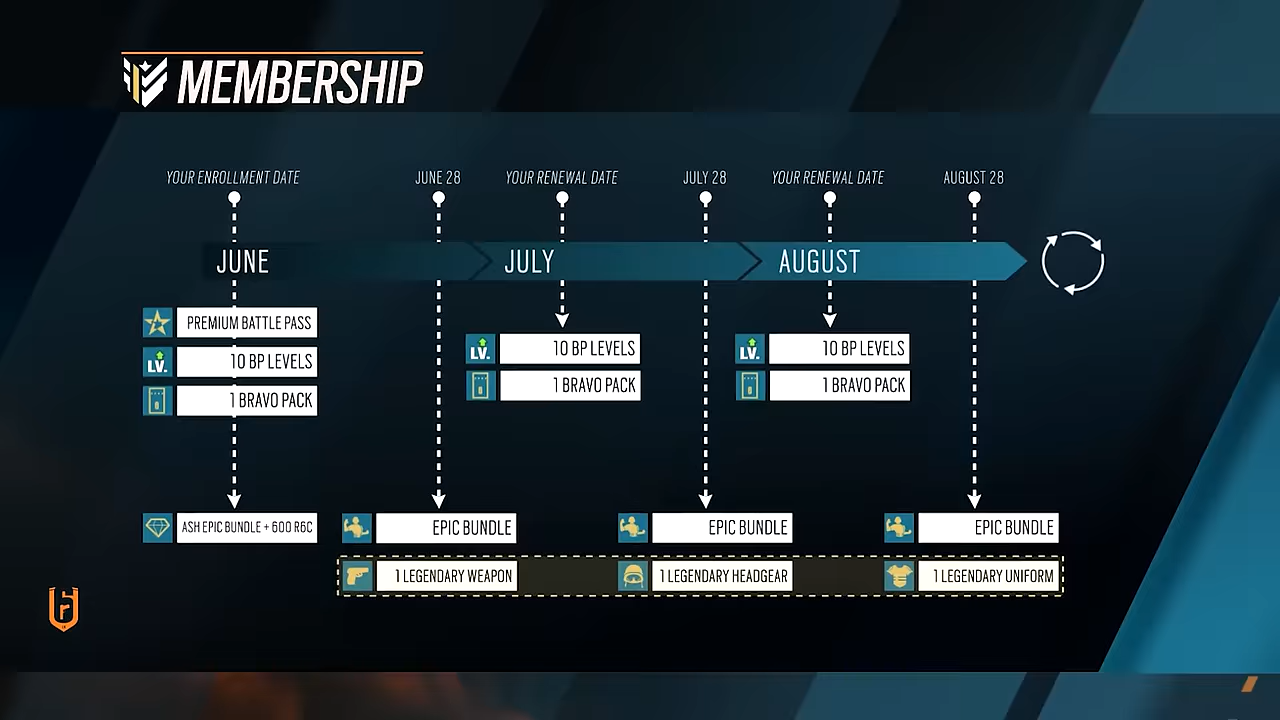 MEMBERSHIP
YOUR ENROLLMENT DATE
JUNE 28
YOUR RENEWAL DATE
JULY 28
YOUR RENEWAL DATE
AUGUST 28
JUNE
JULY
AUGUST
PREMIUM BATTLE PASS
LV. 10 BP LEVELS
1 BRAVO PACK
LV. 10 BP LEVELS
1 BRAVO PACK
LV. 10 BP LEVELS
1 BRAVO PACK
ASH EPIC BUNDLE + 600 R6C
EPIC BUNDLE
EPIC BUNDLE
EPIC BUNDLE
1 LEGENDARY WEAPON
1 LEGENDARY HEADGEAR
1 LEGENDARY UNIFORM